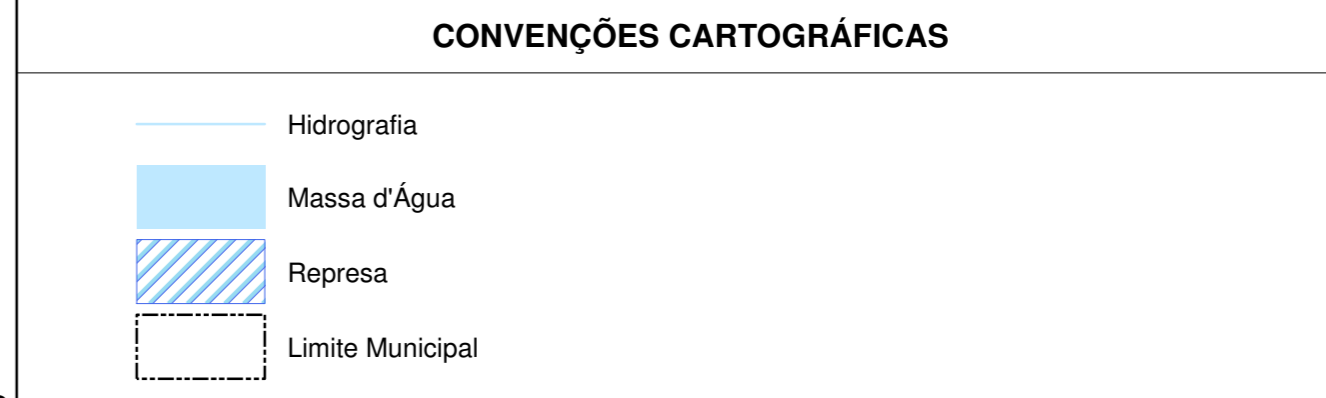 CONVENÇÕES CARTOGRÁFICAS
Hidrografia
Massa d'Água
Represa
Limite Municipal